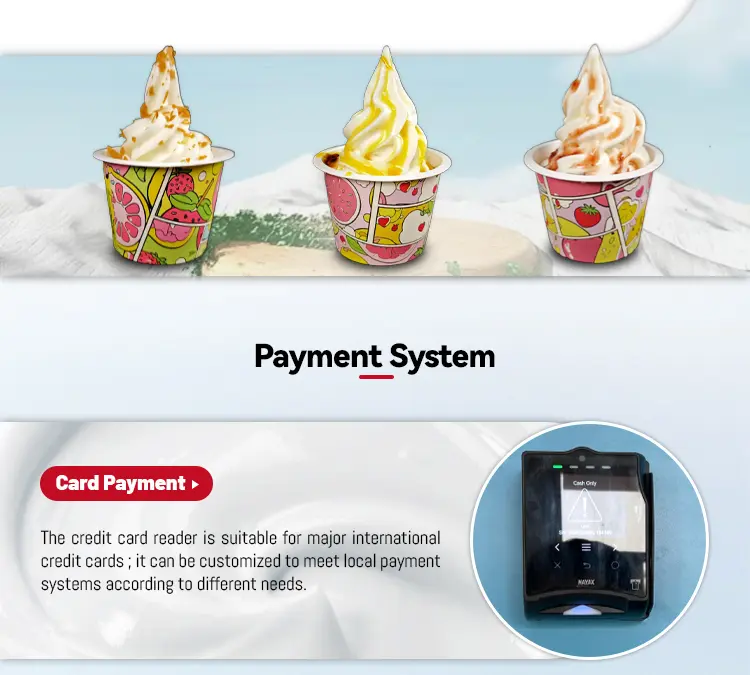 Payment System
Card Payment
The credit card reader is suitable for major international
credit cards ; it can be customized to meet local payment
systems according to different needs.
Cash Only
NAYAX